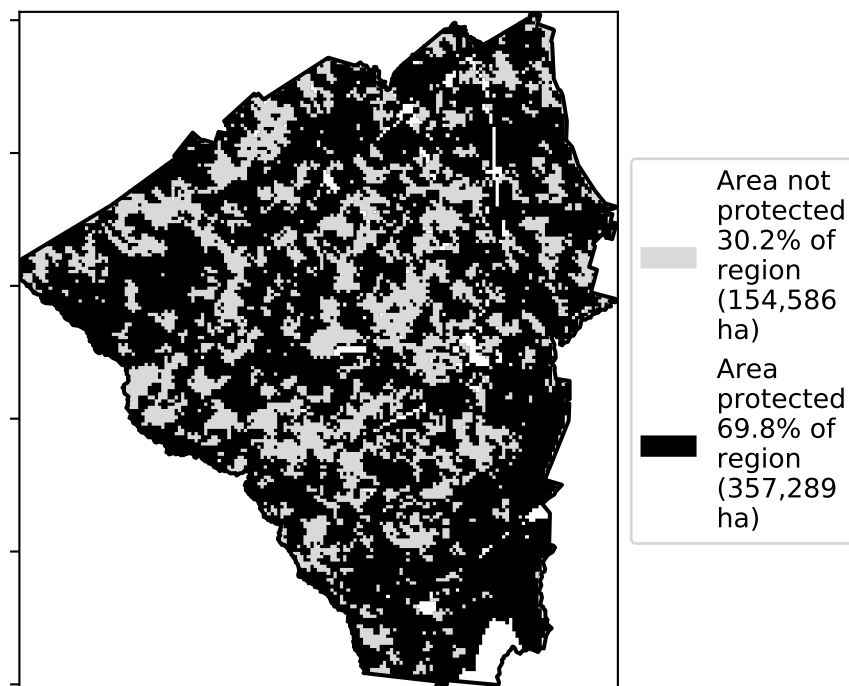 Area not
protected
30.2% of
region
(154,586
ha)
Area
protected
69.8% of
region
(357,289
ha)